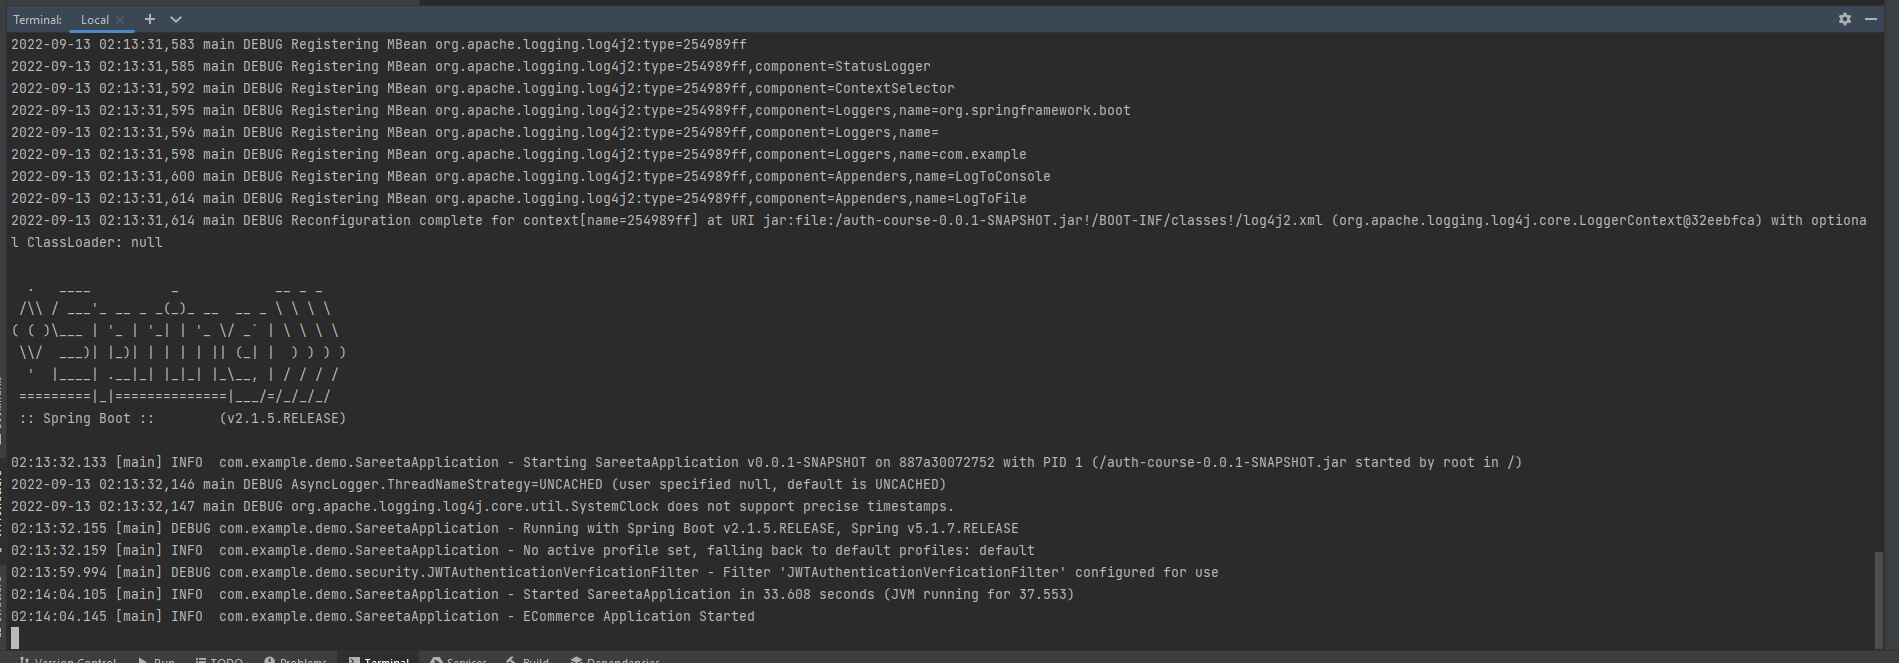 Terminal: Local
2022-09-13 02:13:31,583 main DEBUG Registering MBean org.apache.logging.log4j2:type=254989ff
2022-09-13 02:13:31,585 main DEBUG Registering MBean org.apache.logging.log4j2:type=254989ff,component=StatusLogger
2022-09-13 02:13:31,592 main DEBUG Registering MBean org.apache.logging.log4j2:type=254989ff,component=ContextSelector
2022-09-13 02:13:31,595 main DEBUG Registering MBean org.apache.logging.log4j2:type=254989ff,component=Loggers,name=org.springframework.boot
2022-09-13 02:13:31,596 main DEBUG Registering MBean org.apache.logging.log4j2:type=254989ff,component=Loggers,name=
2022-09-13 02:13:31,598 main DEBUG Registering MBean org.apache.logging.log4j2:type=254989ff,component=Loggers,name=com.example
2022-09-13 02:13:31,600 main DEBUG Registering MBean org.apache.logging.log4j2:type=254989ff,component=Appenders,name=LogToConsole
2022-09-13 02:13:31,614 main DEBUG Registering MBean org.apache.logging.log4j2:type=254989ff,component=Appenders,name=LogToFile
2022-09-13 02:13:31,614 main DEBUG Reconfiguration complete for context[name=254989ff] at URI jar:file:/auth-course-0.0.1-SNAPSHOT.jar!/BOOT-INF/classes!/log4j2.xml (org.apache.logging.log4j.core.LoggerContext@32eebfca) with optiona
l ClassLoader: null
  .   ____          _            __ _ _
 /\\ / ___'_ __ _ _(_)_ __  __ _ \ \ \ \
( ( )\___ | '_ | '_| | '_ \/ _` | \ \ \ \
 \\/  ___)| |_)| | | | | || (_| |  ) ) ) )
  '  |____| .__|_| |_|_| |_\__, | / / / /
 =========|_|==============|___/=/_/_/_/
 :: Spring Boot ::        (v2.1.5.RELEASE)
02:13:32.133 [main] INFO  com.example.demo.SareetaApplication - Starting SareetaApplication v0.0.1-SNAPSHOT on 887a30072752 with PID 1 (/auth-course-0.0.1-SNAPSHOT.jar started by root in /)
2022-09-13 02:13:32,146 main DEBUG AsyncLogger.ThreadNameStrategy=UNCACHED (user specified null, default is UNCACHED)
2022-09-13 02:13:32,147 main DEBUG org.apache.logging.log4j.core.util.SystemClock does not support precise timestamps.
02:13:32.155 [main] DEBUG com.example.demo.SareetaApplication - Running with Spring Boot v2.1.5.RELEASE, Spring v5.1.7.RELEASE
02:13:32.159 [main] INFO  com.example.demo.SareetaApplication - No active profile set, falling back to default profiles: default
02:13:59.994 [main] DEBUG com.example.demo.security.JWTAuthenticationVerficationFilter - Filter 'JWTAuthenticationVerficationFilter' configured for use
02:14:04.105 [main] INFO  com.example.demo.SareetaApplication - Started SareetaApplication in 33.608 seconds (JVM running for 37.553)
02:14:04.145 [main] INFO  com.example.demo.SareetaApplication - ECommerce Application Started
Version Control Run TODO Problems Terminal Services Build Dependencies